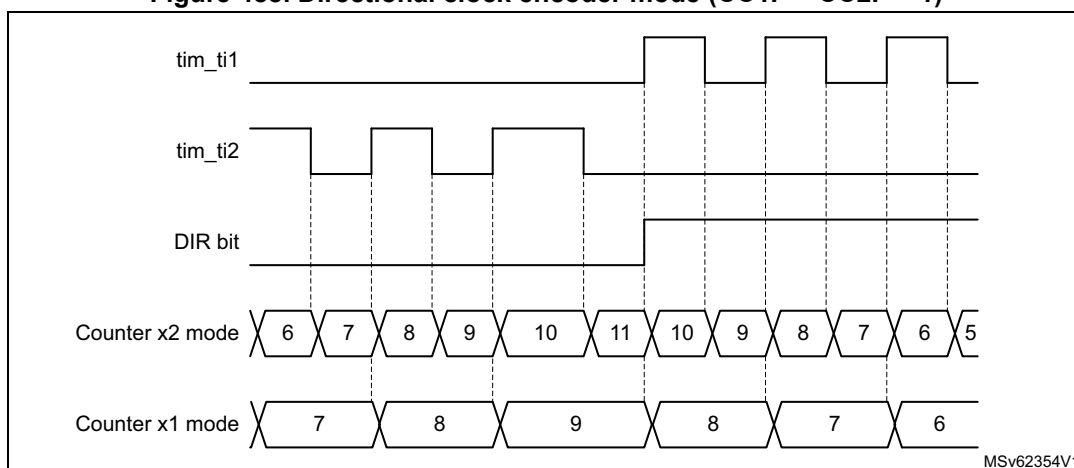 tim_ti1
tim_ti2
DIR bit
Counter x2 mode 6 7 8 9 10 11 10 9 8 7 6 5
Counter x1 mode 7 8 9 8 7 6
MSv62354V1